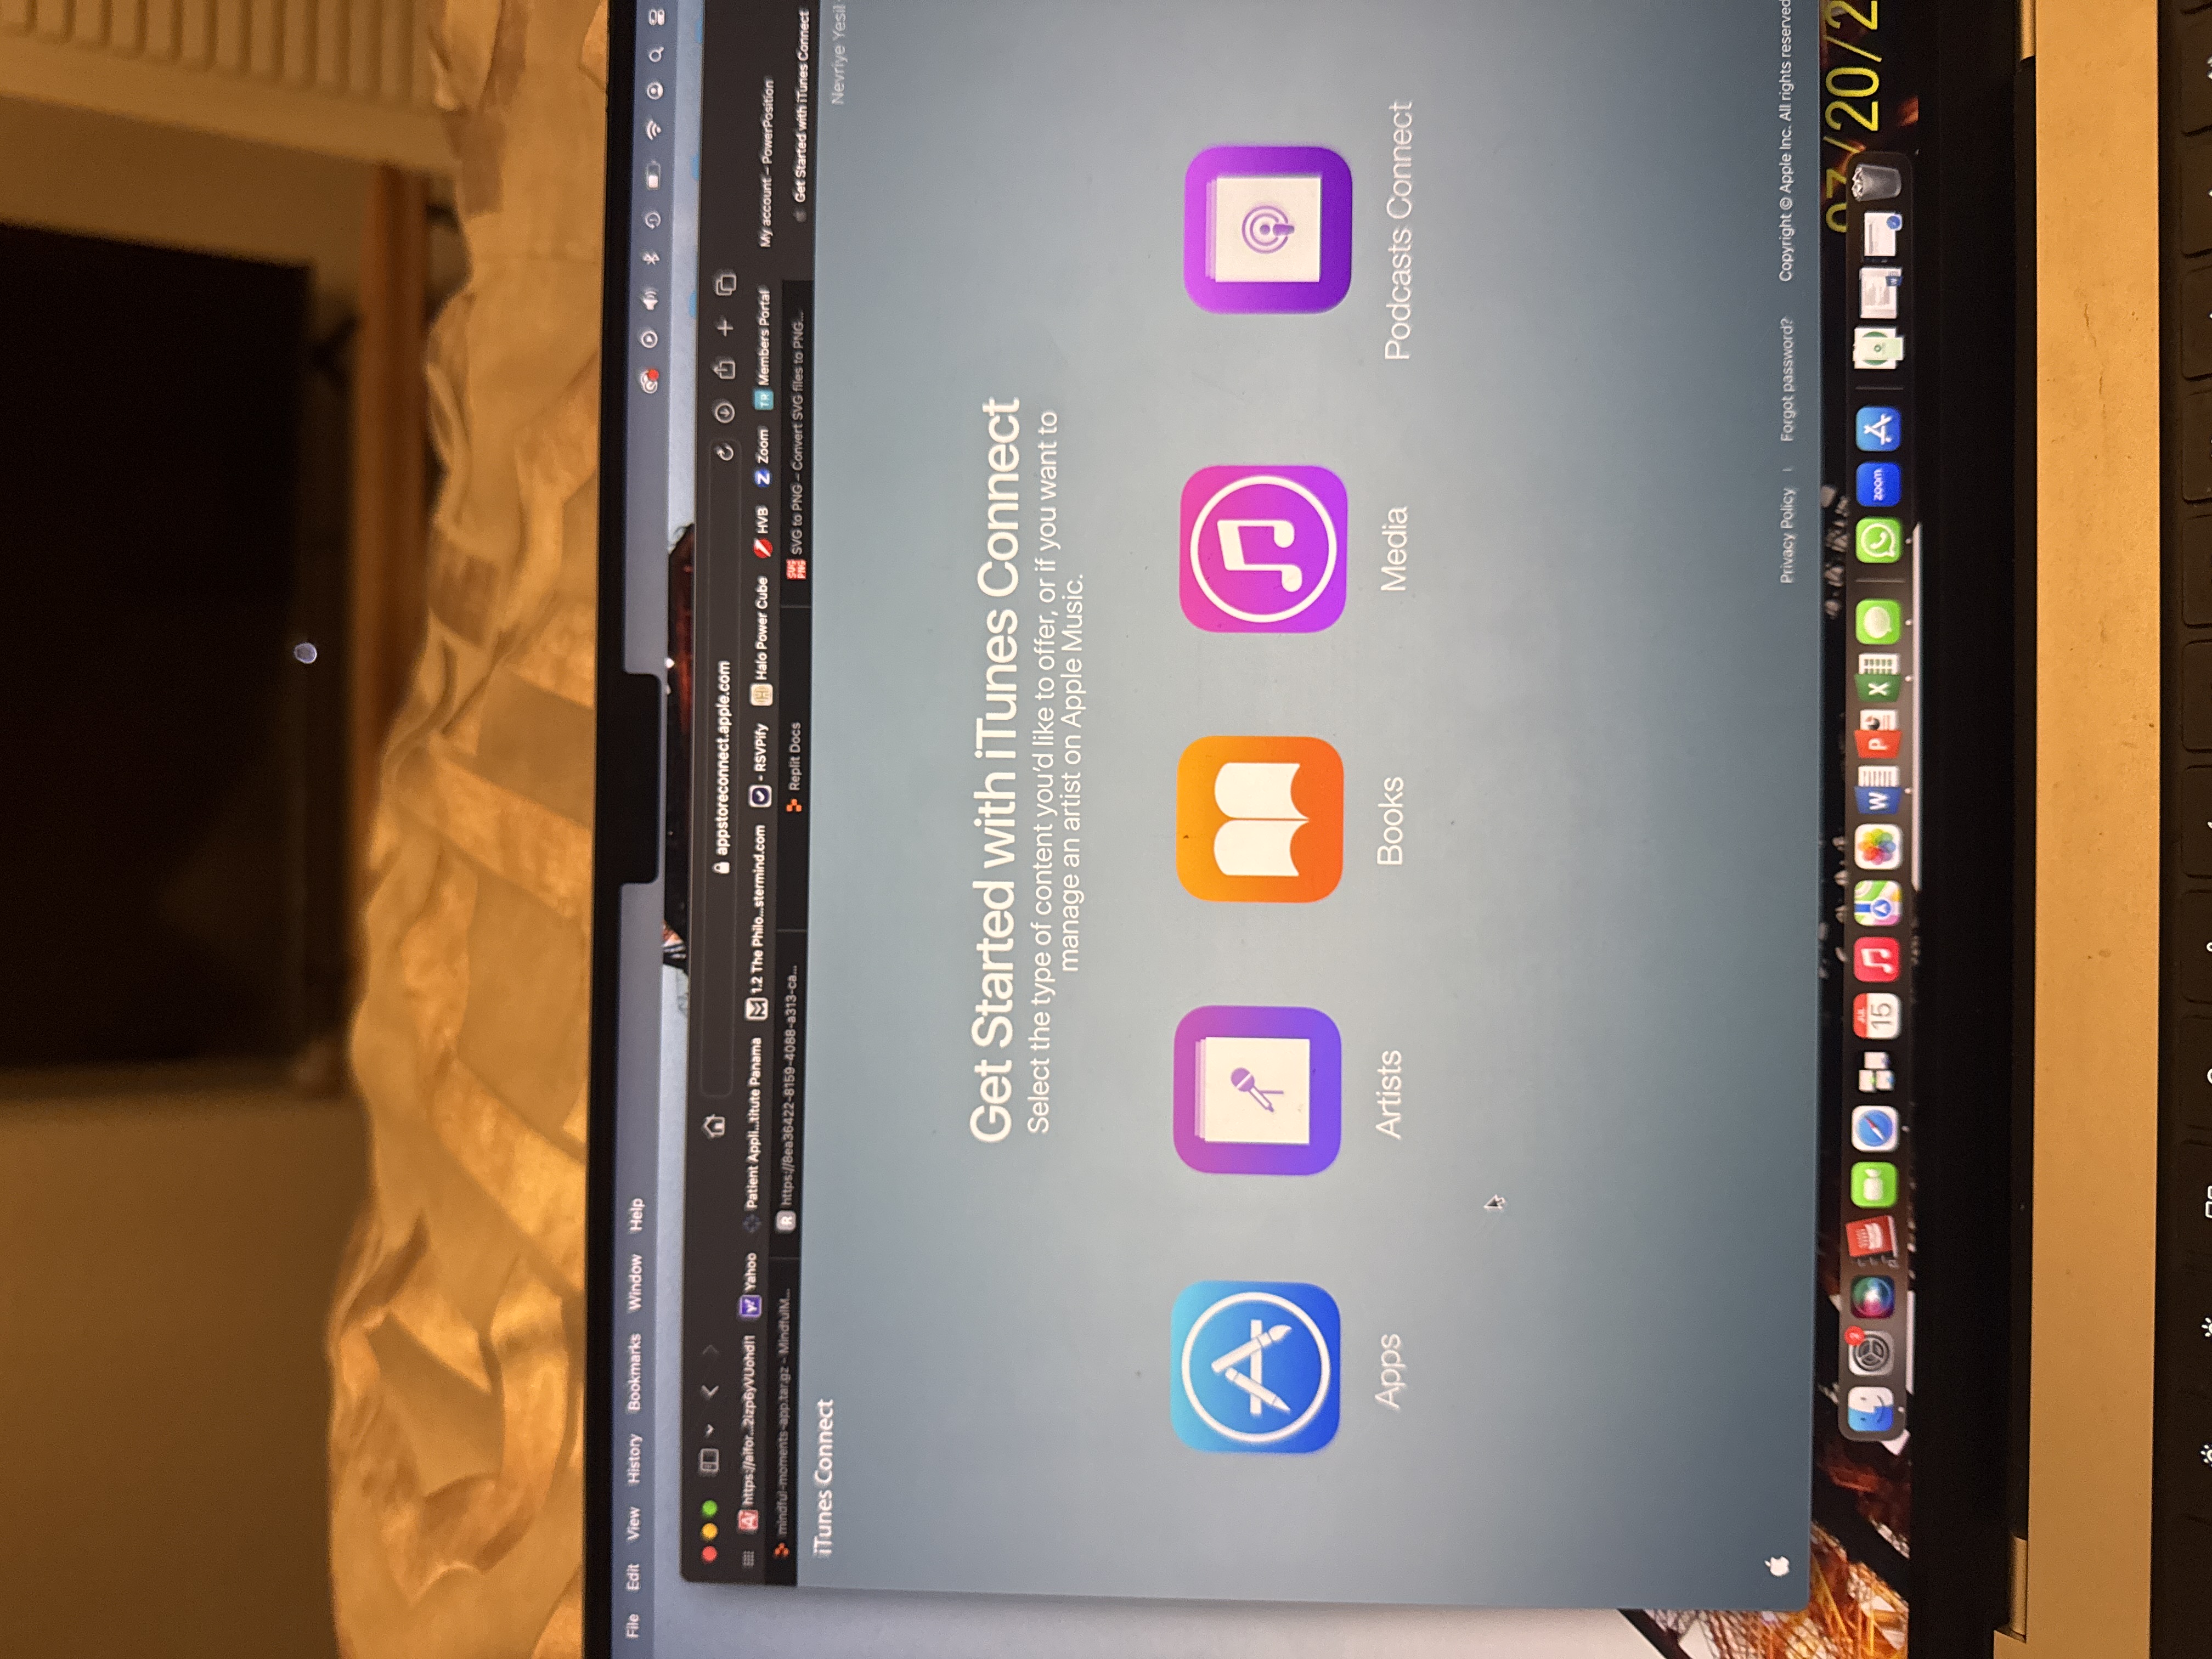 File Edit View History Bookmarks Window Help
appstoreconnect.apple.com
https://aifor...2izp6yVUohdI1 Yahoo Patient Appli...titute Panama 1.2 The Philo...stermind.com - RSVPify Halo Power Cube HVB Zoom Members Portal My account – PowerPosition
mindful-moments-app.tar.gz – MindfulM... https://8ea36422-8159-4088-a313-ca... Replit Docs SVG to PNG – Convert SVG files to PNG... Get Started with iTunes Connect
iTunes Connect
Nevriye Yesil
Get Started with iTunes Connect
Select the type of content you'd like to offer, or if you want to
manage an artist on Apple Music.
Apps Artists Books Media Podcasts Connect
Privacy Policy | Forgot password? Copyright © Apple Inc. All rights reserved
07/20/2
JUL
15
W
P
X
zoom